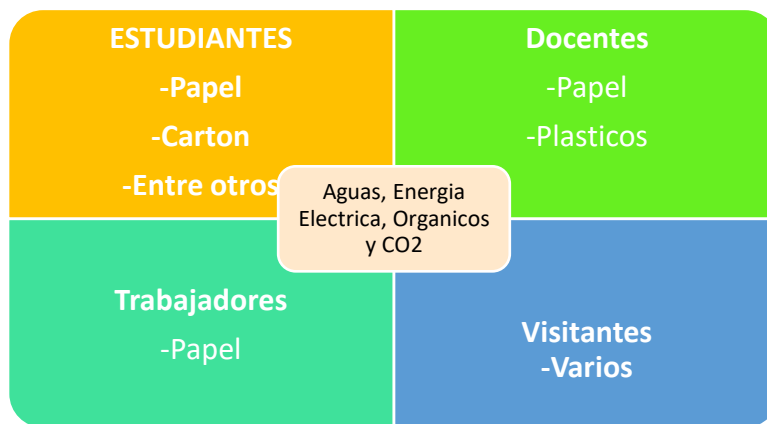 ESTUDIANTES
-Papel
-Carton
-Entre otros
Docentes
-Papel
-Plasticos
Aguas, Energia
Electrica, Organicos
y CO2
Trabajadores
-Papel
Visitantes
-Varios